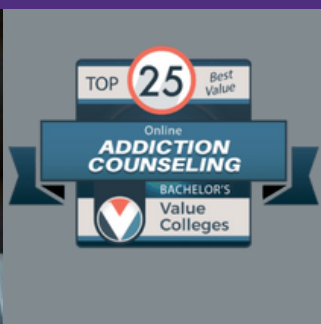 TOP 25 Best
Value
Online
ADDICTION
COUNSELING
BACHELOR'S
Value
Colleges